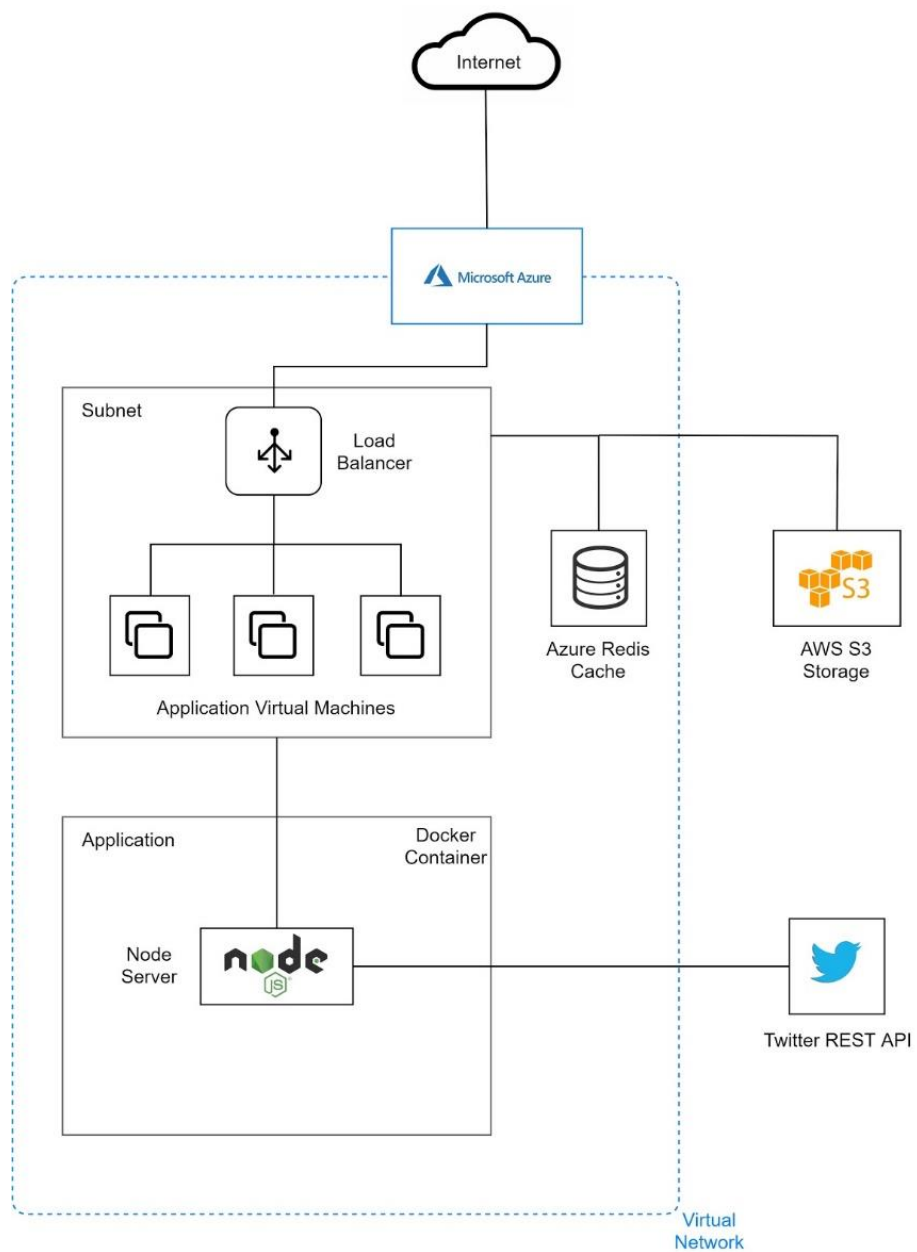 Internet
Microsoft Azure
Subnet
Load
Balancer
Application Virtual Machines
Azure Redis
Cache
S3
AWS S3
Storage
Application
Docker
Container
Node
Server
node
JS
Twitter REST API
Virtual
Network